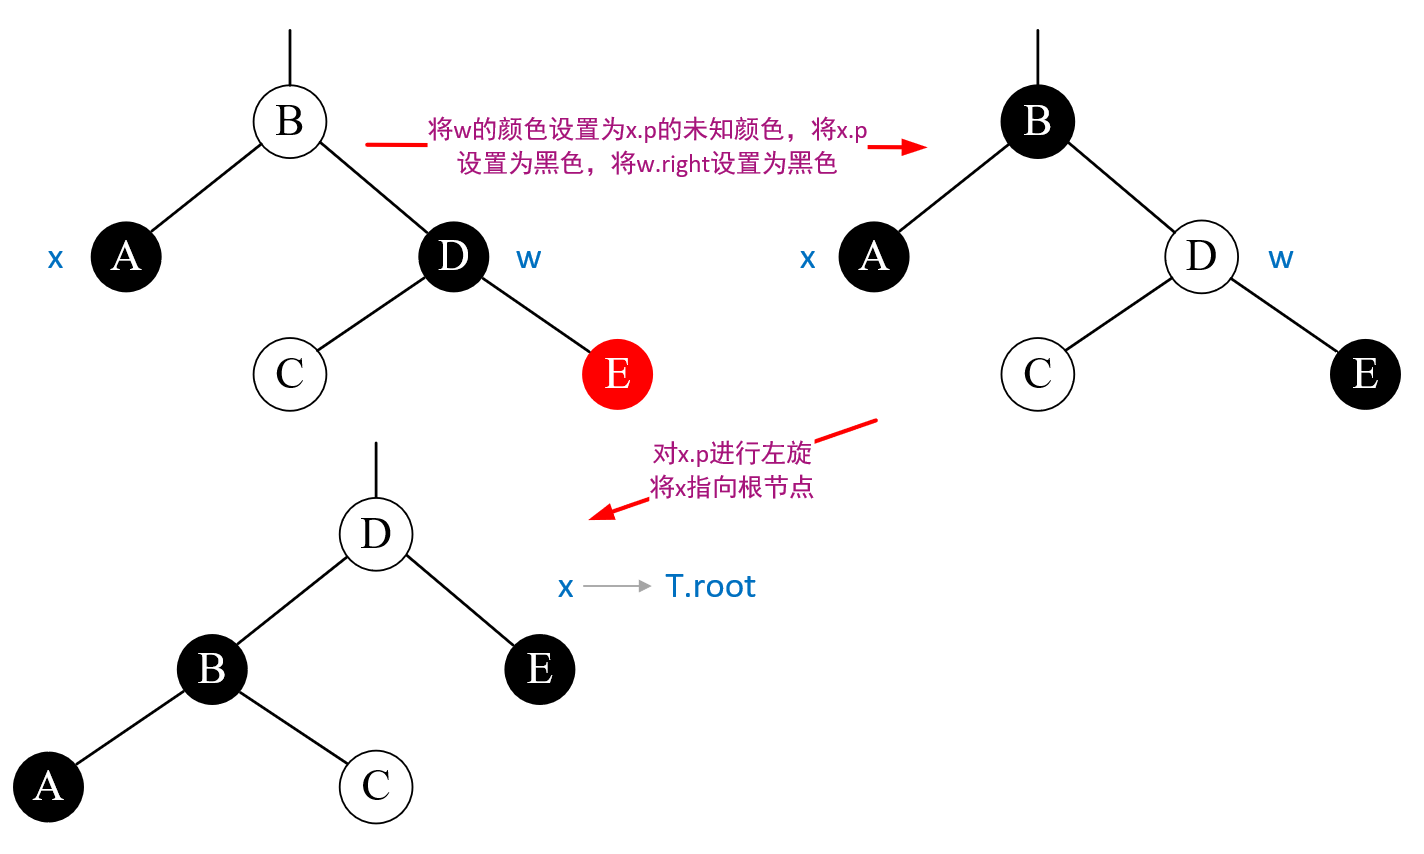 B
将w的颜色设置为x.p的未知颜色，将x.p
设置为黑色，将w.right设置为黑色
B
x A D w
x A D w
C E
C E
对x.p进行左旋
将x指向根节点
D
x T.root
B E
A C